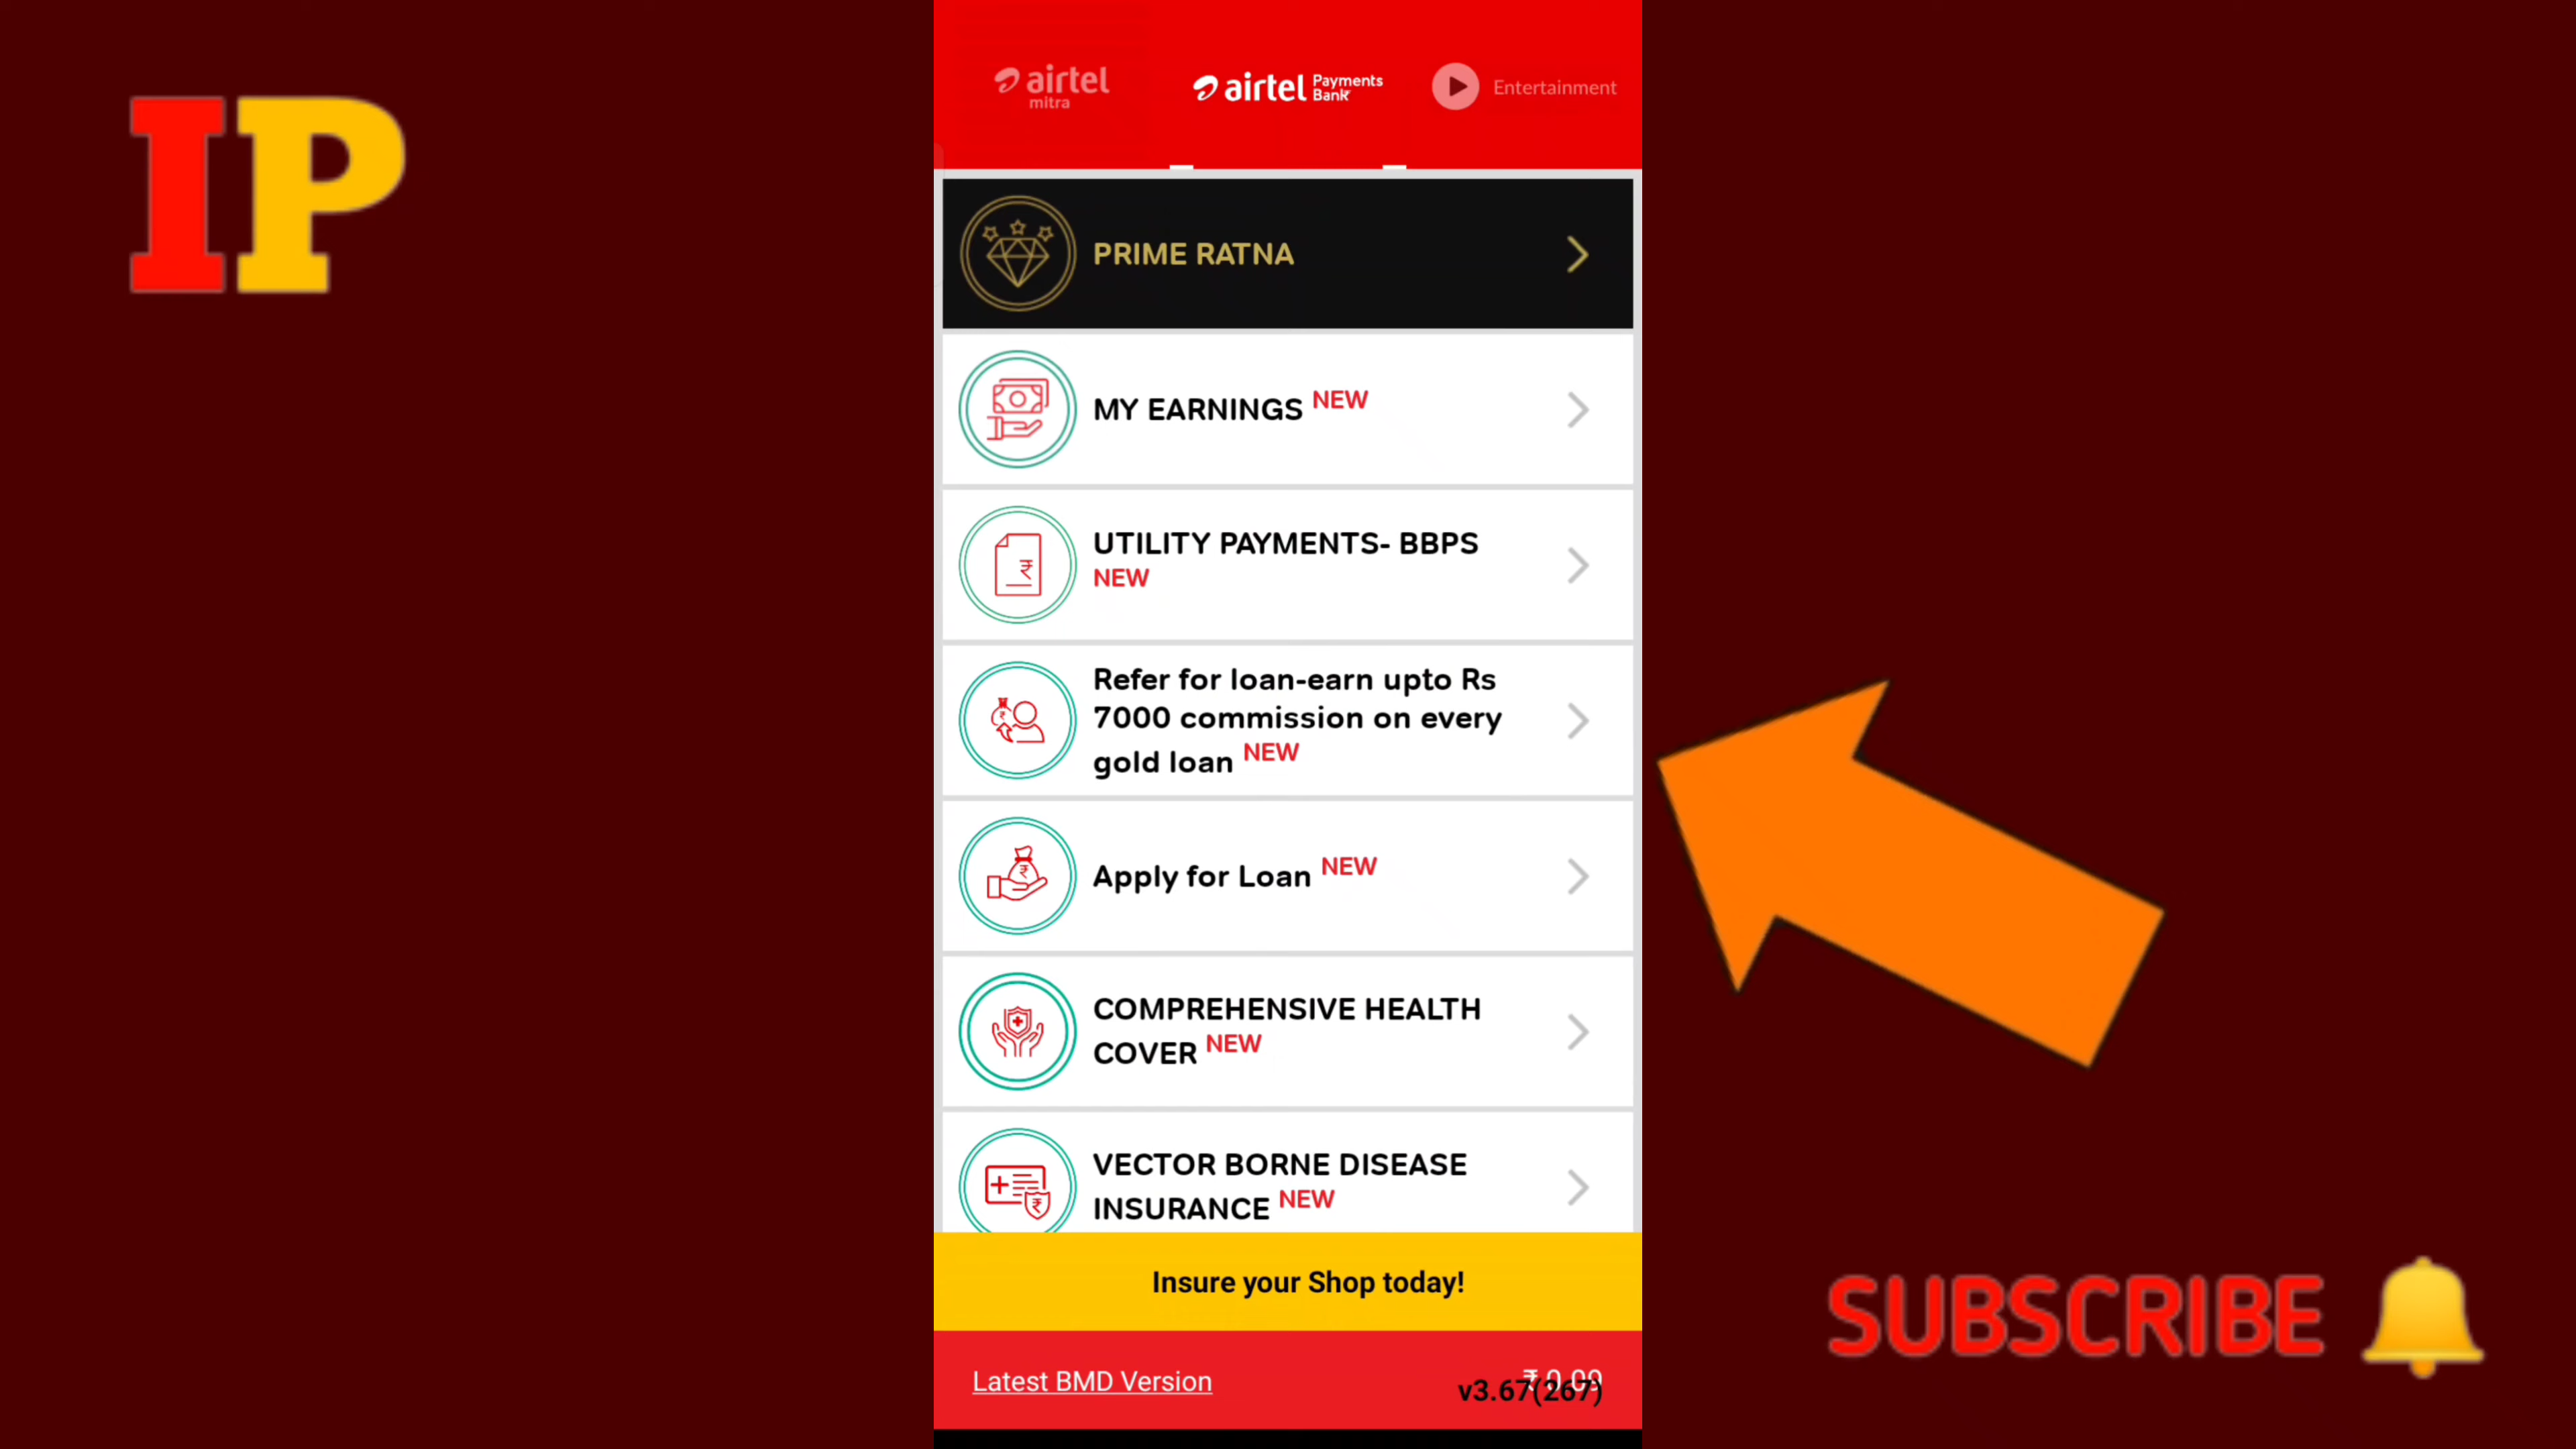 IP
airtel
mitra
airtel Payments
Bank
Entertainment
PRIME RATNA
MY EARNINGS NEW
UTILITY PAYMENTS- BBPS
NEW
Refer for loan-earn upto Rs
7000 commission on every
gold loan NEW
Apply for Loan NEW
COMPREHENSIVE HEALTH
COVER NEW
VECTOR BORNE DISEASE
INSURANCE NEW
Insure your Shop today!
Latest BMD Version
₹ 0.09
v3.67(267)
SUBSCRIBE